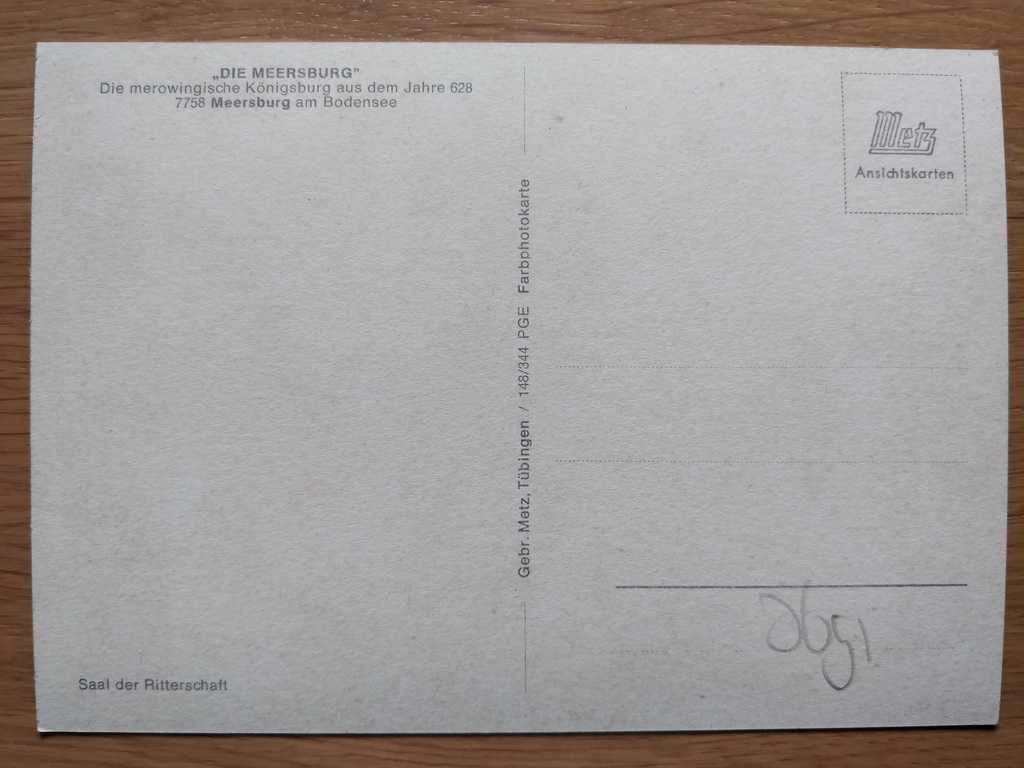 „DIE MEERSBURG”
Die merowingische Königsburg aus dem Jahre 628
7758 Meersburg am Bodensee
Saal der Ritterschaft
Gebr. Metz, Tübingen / 148/344 PGE Farbphotokarte
Metz
Ansichtskarten